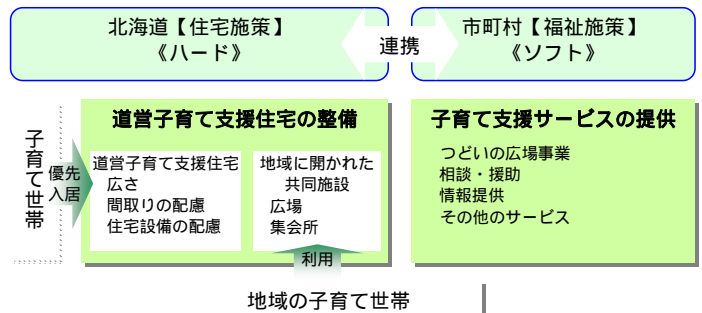 北海道【住宅施策】
《ハード》
連携
市町村【福祉施策】
《ソフト》
子育て世帯
優先
入居
道営子育て支援住宅の整備
道営子育て支援住宅
広さ
間取りの配慮
住宅設備の配慮
地域に開かれた
共同施設
広場
集会所
利用
地域の子育て世帯
子育て支援サービスの提供
つどいの広場事業
相談・援助
情報提供
その他のサービス